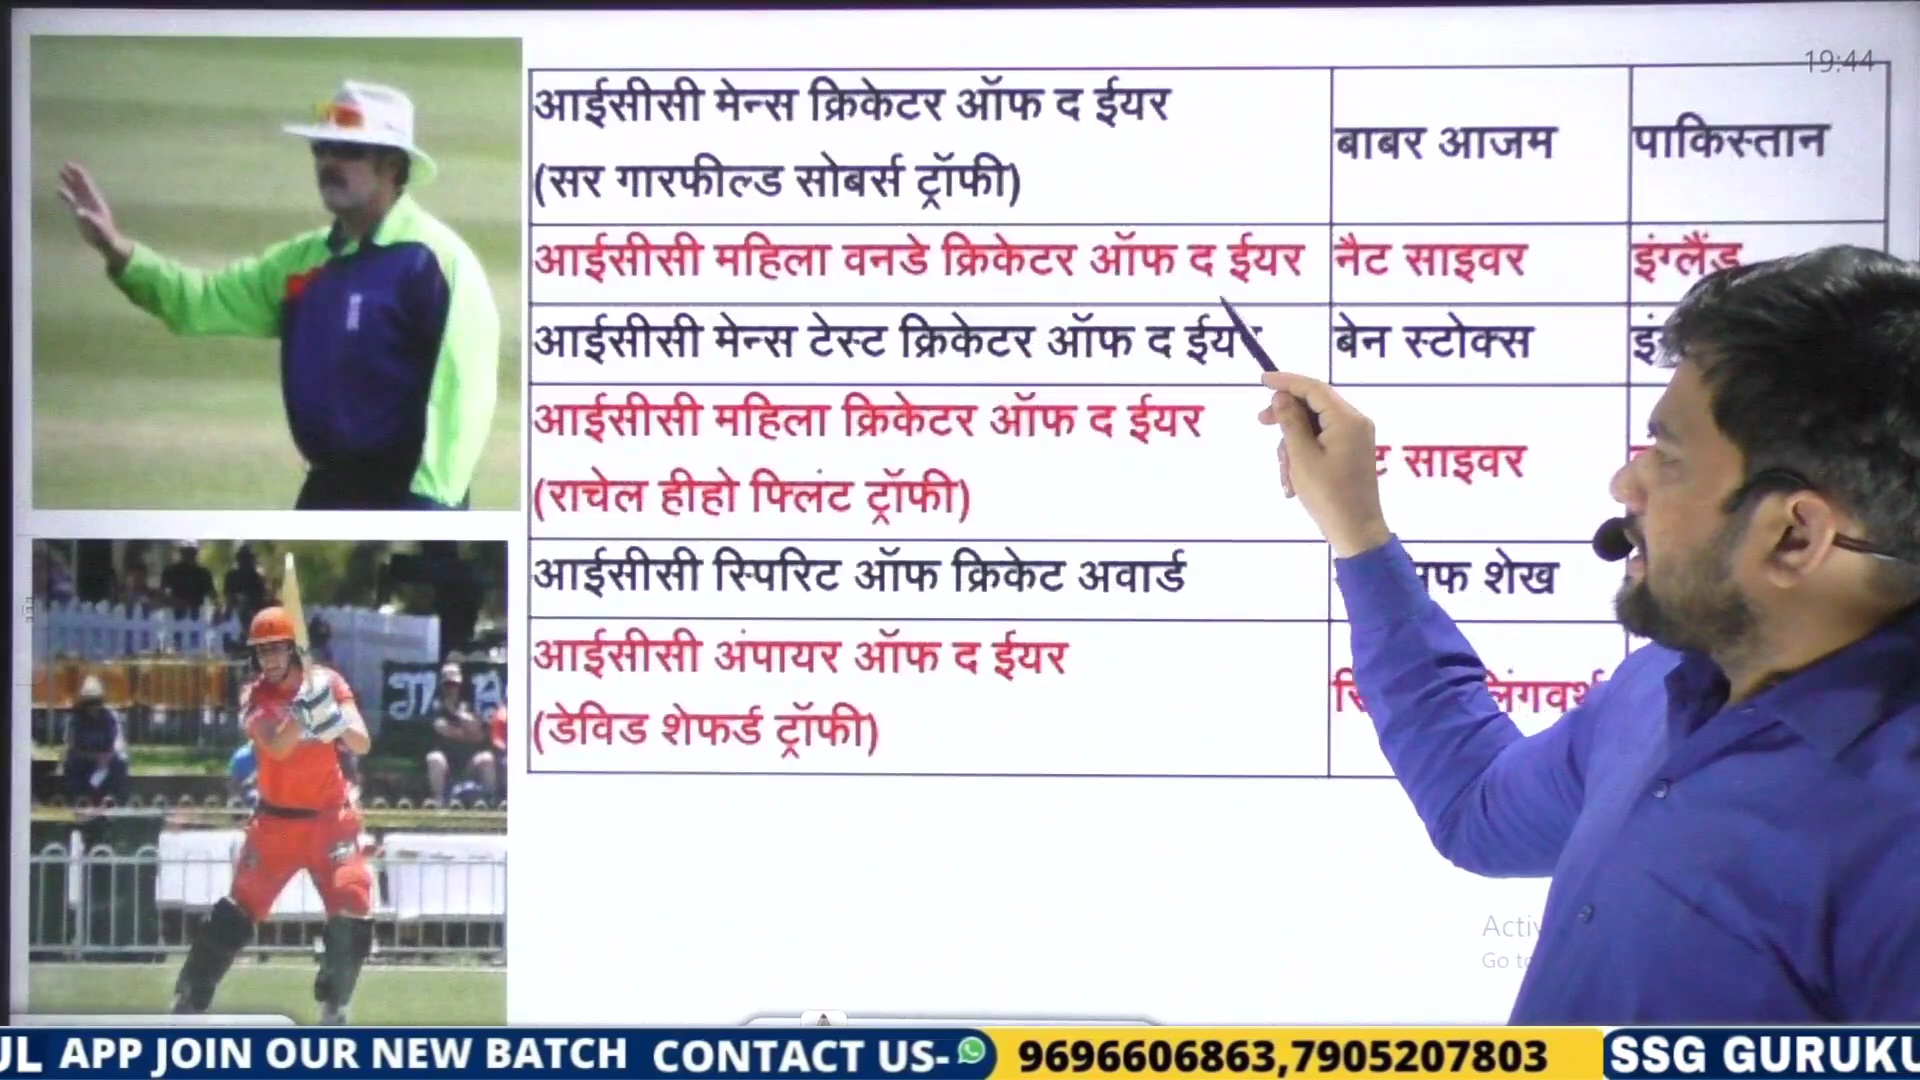 19:44
आईसीसी मेन्स क्रिकेटर ऑफ द ईयर
(सर गारफील्ड सोबर्स ट्रॉफी)
बाबर आजम
पाकिस्तान
आईसीसी महिला वनडे क्रिकेटर ऑफ द ईयर
नैट साइवर
इंग्लैंड
आईसीसी मेन्स टेस्ट क्रिकेटर ऑफ द ईयर
बेन स्टोक्स
आईसीसी महिला क्रिकेटर ऑफ द ईयर
(राचेल हीहो फ्लिंट ट्रॉफी)
साइवर
आईसीसी स्पिरिट ऑफ क्रिकेट अवार्ड
शेख
आईसीसी अंपायर ऑफ द ईयर
(डेविड शेफर्ड ट्रॉफी)
Go
APP JOIN OUR NEW BATCH CONTACT US- 9696606863,7905207803 SSG GURUKU